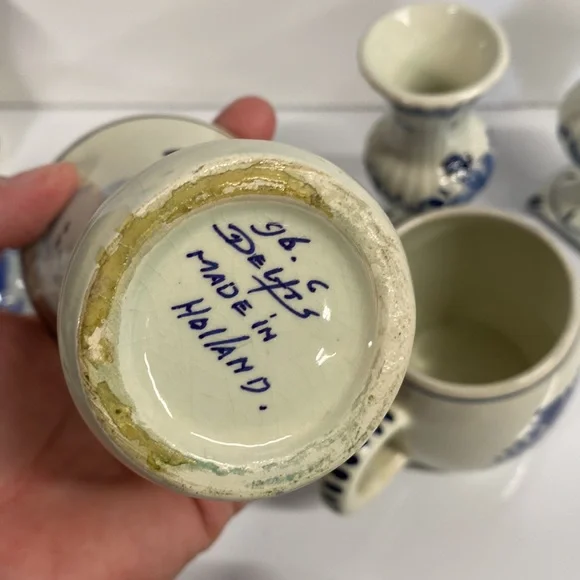 96. C
DELFTS
MADE iN
HOLLAND.